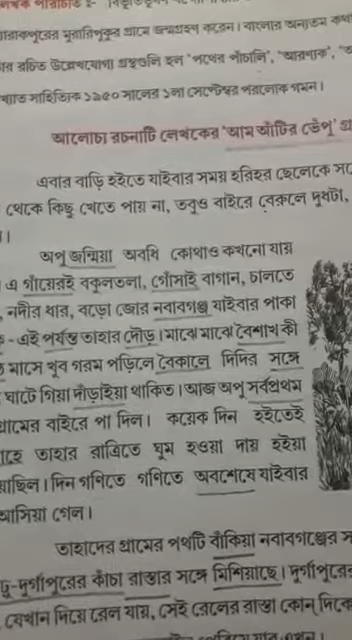 পরিচিতি :-
রাকপুরের মুরারিপুকুর গ্রামে জন্মগ্রহণ করেন। বাংলার অন্যতম কথা
র রচিত উল্লেখযোগ্য গ্রন্থগুলি হল 'পথের পাঁচালি', 'আরণ্যক',
খ্যাত সাহিত্যিক ১৯৫০ সালের ১লা সেপ্টেম্বর পরলোক গমন।
আলোচ্য রচনাটি লেখকের 'আম আঁটির ভেঁপু' গ্র
এবার বাড়ি হইতে যাইবার সময় হরিহর ছেলেকে সঙ্গে
থেকে কিছু খেতে পায় না, তবুও বাইরে বেরুলে দুধটা,
।
অপু জন্মিয়া অবধি কোথাও কখনো যায়
এ গাঁয়েরই বকুলতলা, গোঁসাই বাগান, চালতে
, নদীর ধার, বড়ো জোর নবাবগঞ্জ যাইবার পাকা
- এই পর্যন্ত তাহার দৌড়। মাঝে মাঝে বৈশাখ কী
মাসে খুব গরম পড়িলে বৈকালে দিদির সঙ্গে
ঘাটে গিয়া দাঁড়াইয়া থাকিত। আজ অপু সর্বপ্রথম
গ্রামের বাইরে পা দিল। কয়েক দিন হইতেই
হে তাহার রাত্রিতে ঘুম হওয়া দায় হইয়া
য়াছিল। দিন গণিতে গণিতে অবশেষে যাইবার
আসিয়া গেল।
তাহাদের গ্রামের পথটি বাঁকিয়া নবাবগঞ্জের স
ঢু-দুর্গাপুরের কাঁচা রাস্তার সঙ্গে মিশিয়াছে। দুর্গাপুরের
যেখান দিয়ে রেল যায়, সেই রেলের রাস্তা কোন্ দিকে